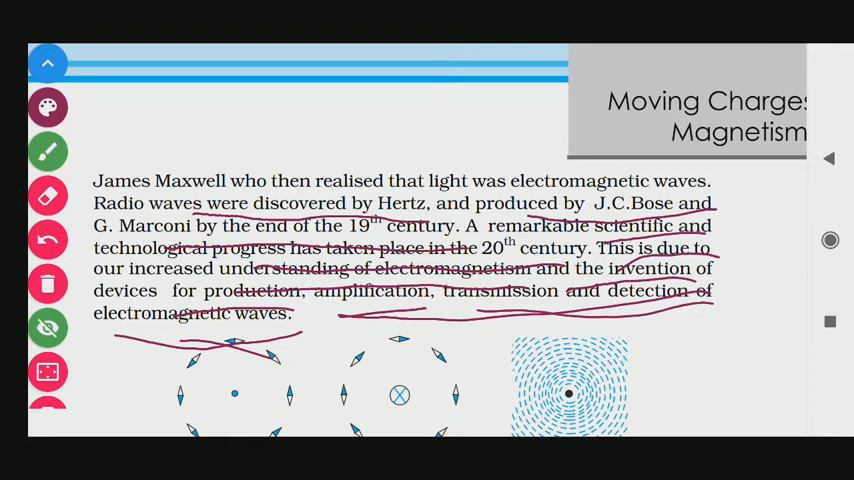 Moving Charges
Magnetism
James Maxwell who then realised that light was electromagnetic waves.
Radio waves were discovered by Hertz, and produced by J.C.Bose and
G. Marconi by the end of the 19th century. A remarkable scientific and
technological progress has taken place in the 20th century. This is due to
our increased understanding of electromagnetism and the invention of
devices for production, amplification, transmission and detection of
electromagnetic waves.